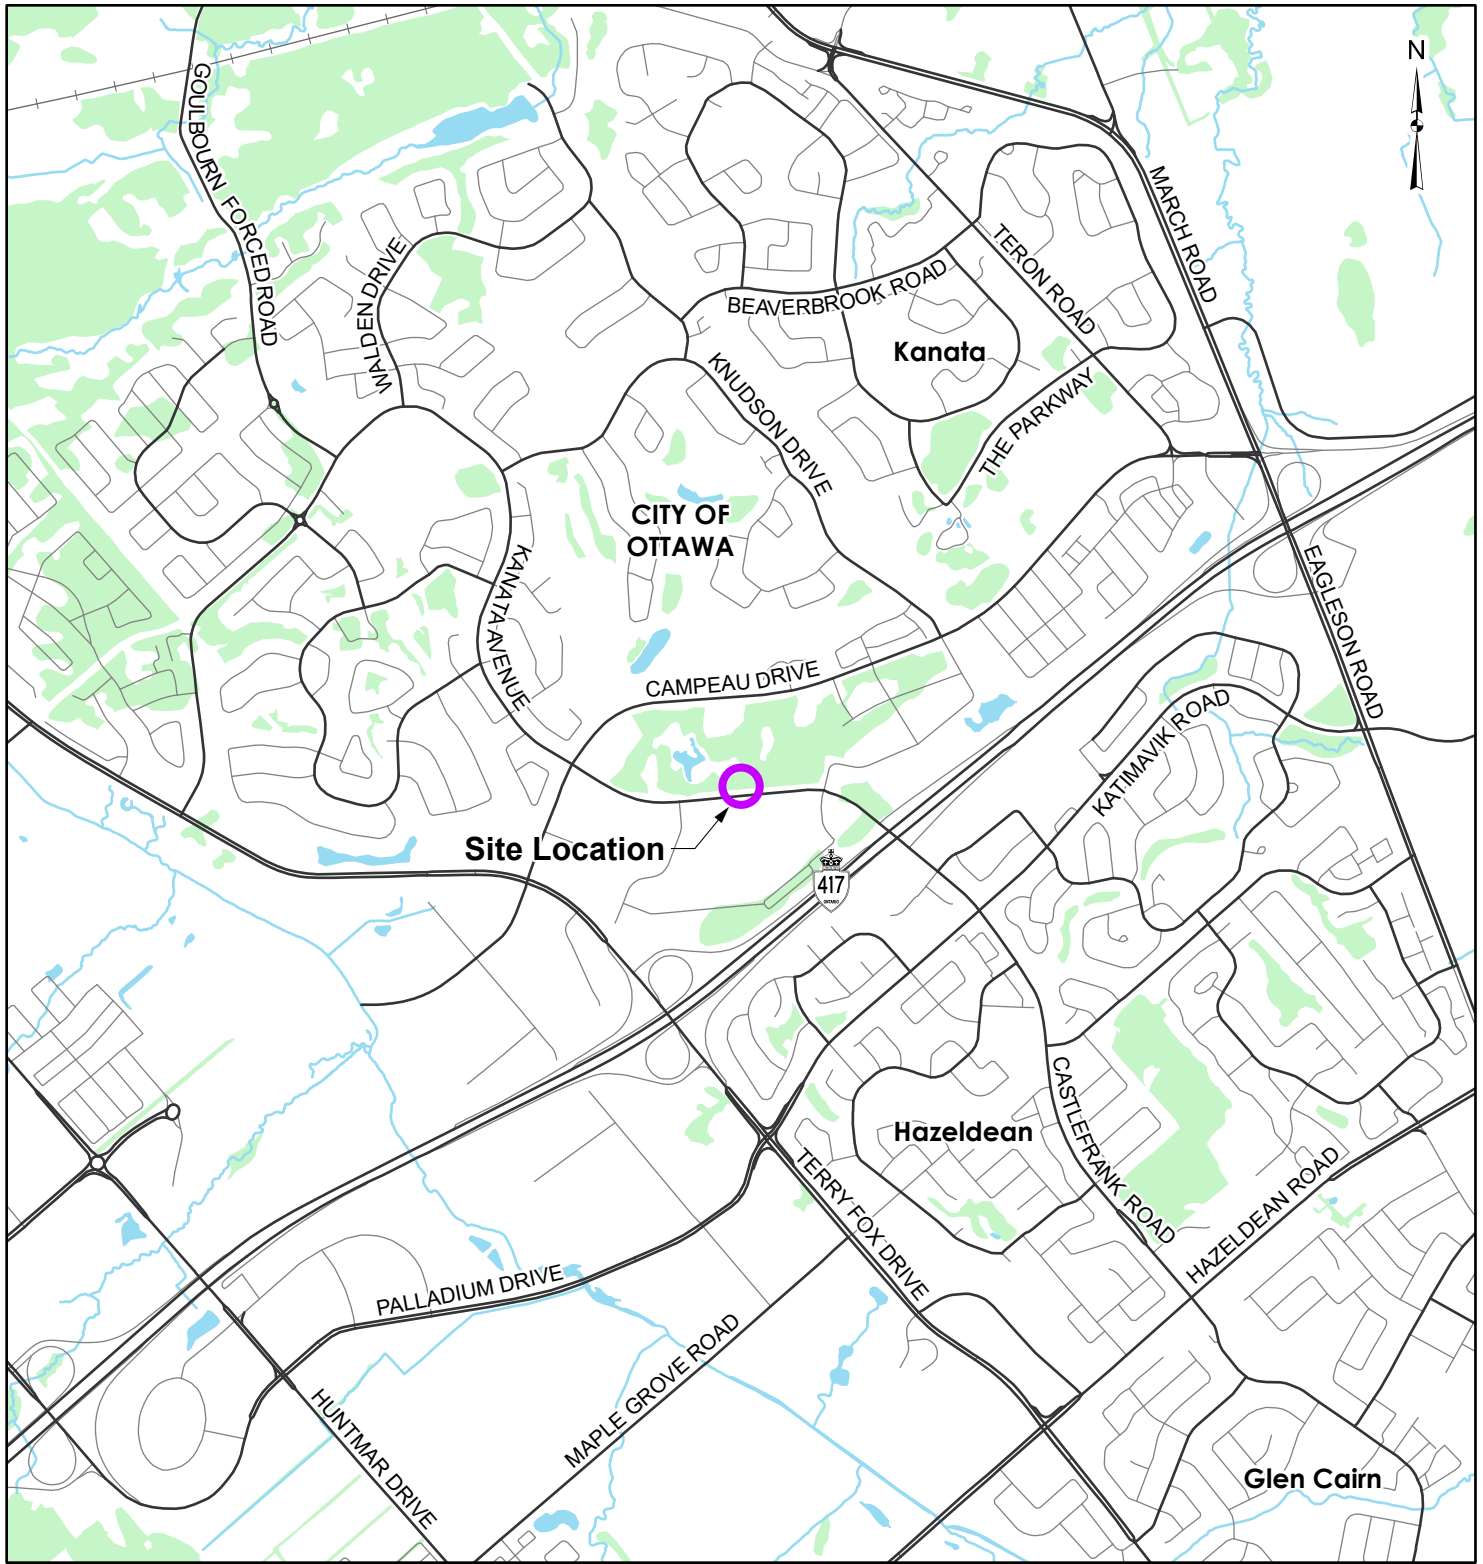 N
GOULBOURN FORCED ROAD
MARCH ROAD
WALDEN DRIVE
TERON ROAD
BEAVERBROOK ROAD
Kanata
KNUDSON DRIVE
THE PARKWAY
CITY OF
OTTAWA
KANATA AVENUE
EAGLESON ROAD
CAMPEAU DRIVE
KATIMAVIK ROAD
Site Location
417
ONTARIO
CASTLEFRANK ROAD
Hazeldean
TERRY FOX DRIVE
HAZELDEAN ROAD
PALLADIUM DRIVE
MAPLE GROVE ROAD
HUNTMAR DRIVE
Glen Cairn